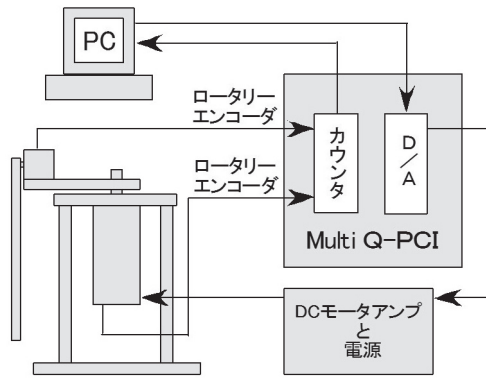 PC
ロータリー
エンコーダ
ロータリー
エンコーダ
カウンタ
D/A
Multi Q-PCI
DCモータアンプ
と
電源